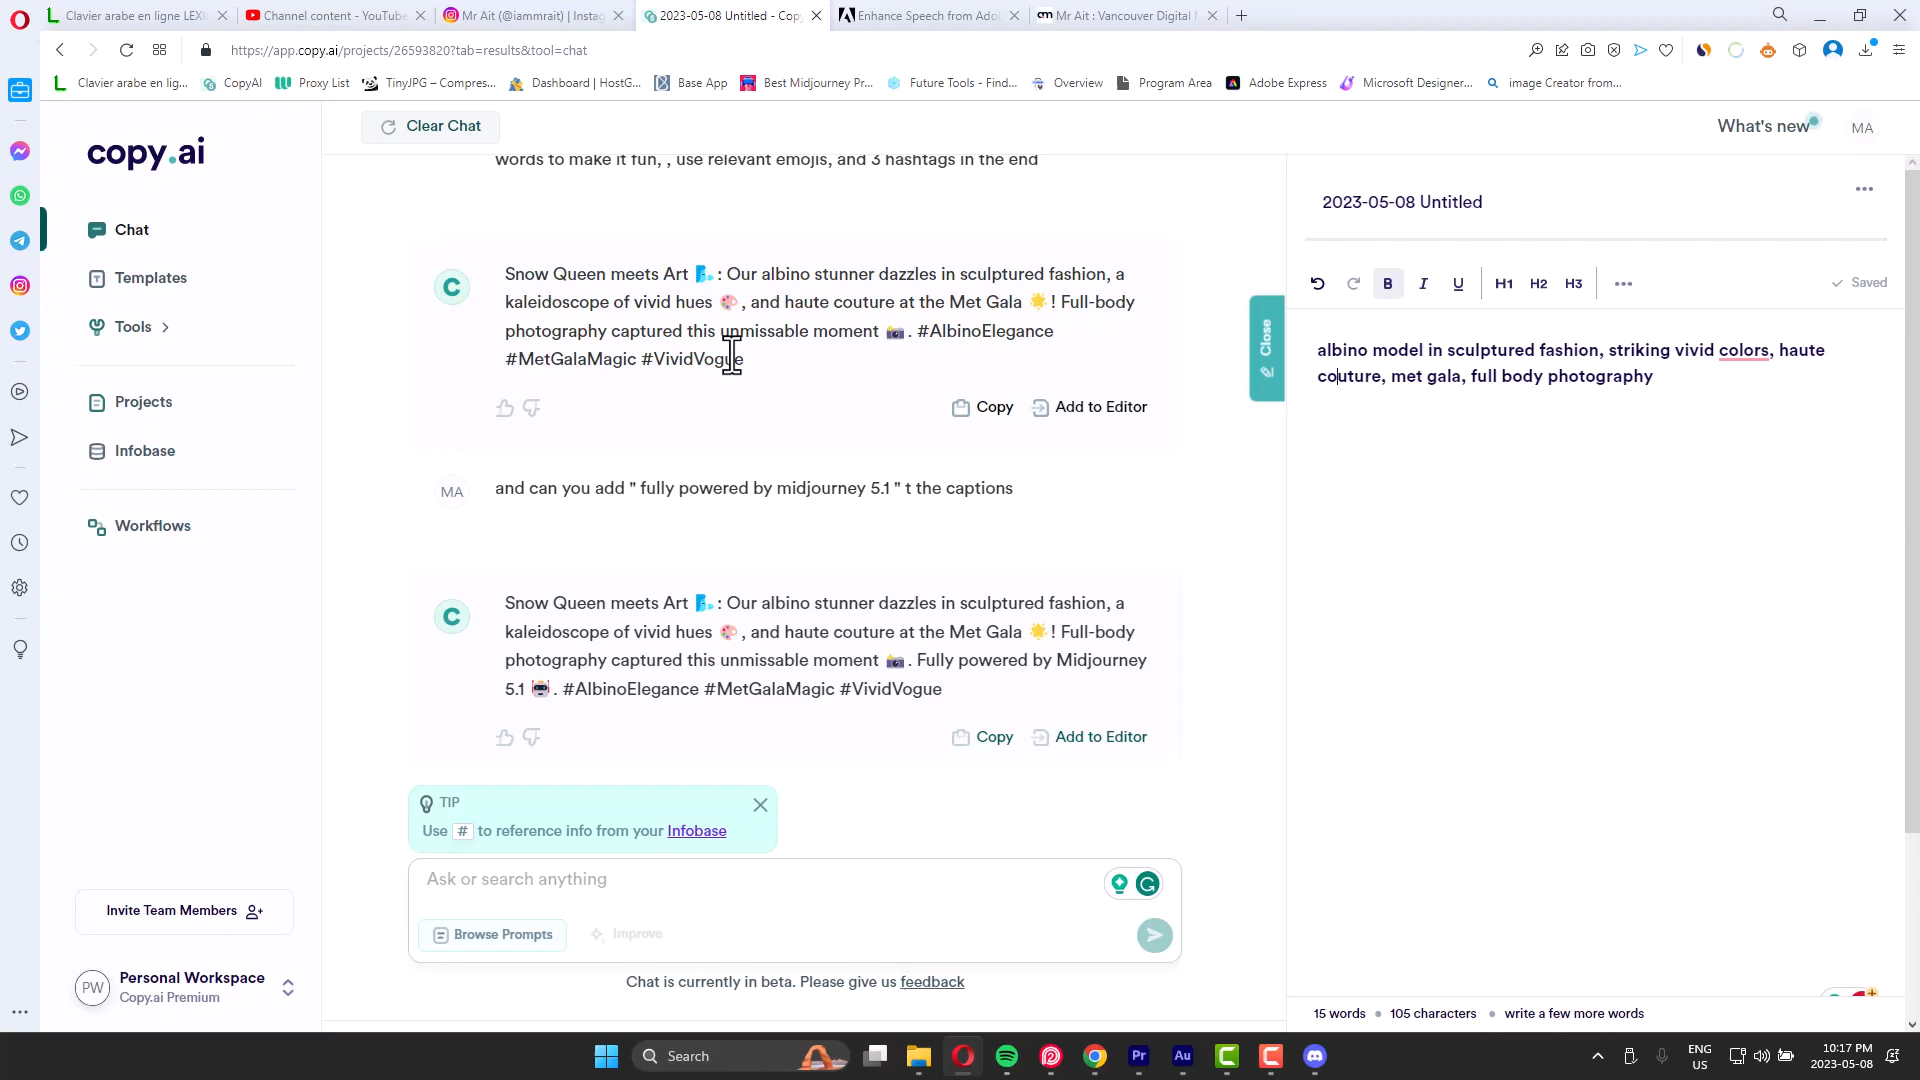 Clavier arabe en ligne LEXI
Channel content - YouTube
Mr Ait (@iammrait) | Instag
2023-05-08 Untitled - Copy
Enhance Speech from Ado
Mr Ait : Vancouver Digital M
https://app.copy.ai/projects/26593820?tab=results&tool=chat
Clavier arabe en lig...
CopyAI
Proxy List
TinyJPG – Compres...
Dashboard | HostG...
Base App
Best Midjourney Pr...
Future Tools - Find...
Overview
Program Area
Adobe Express
Microsoft Designer...
image Creator from...
copy.ai
Chat
Templates
Tools
Projects
Infobase
Workflows
Invite Team Members
PW
Personal Workspace
Copy.ai Premium
Clear Chat
What's new
MA
words to make it fun, , use relevant emojis, and 3 hashtags in the end
C
Snow Queen meets Art 🌬️: Our albino stunner dazzles in sculptured fashion, a
kaleidoscope of vivid hues 🎨, and haute couture at the Met Gala 🌟! Full-body
photography captured this unmissable moment 📸. #AlbinoElegance
#MetGalaMagic #VividVogue
Copy
Add to Editor
MA
and can you add " fully powered by midjourney 5.1 " t the captions
C
Snow Queen meets Art 🌬️: Our albino stunner dazzles in sculptured fashion, a
kaleidoscope of vivid hues 🎨, and haute couture at the Met Gala 🌟! Full-body
photography captured this unmissable moment 📸. Fully powered by Midjourney
5.1 🤖. #AlbinoElegance #MetGalaMagic #VividVogue
Copy
Add to Editor
TIP
Use # to reference info from your Infobase
Ask or search anything
Browse Prompts
Improve
Chat is currently in beta. Please give us feedback
Close
2023-05-08 Untitled
B I U H1 H2 H3
Saved
albino model in sculptured fashion, striking vivid colors, haute
couture, met gala, full body photography
15 words
105 characters
write a few more words
Search
Pr
Au
ENG
US
10:17 PM
2023-05-08